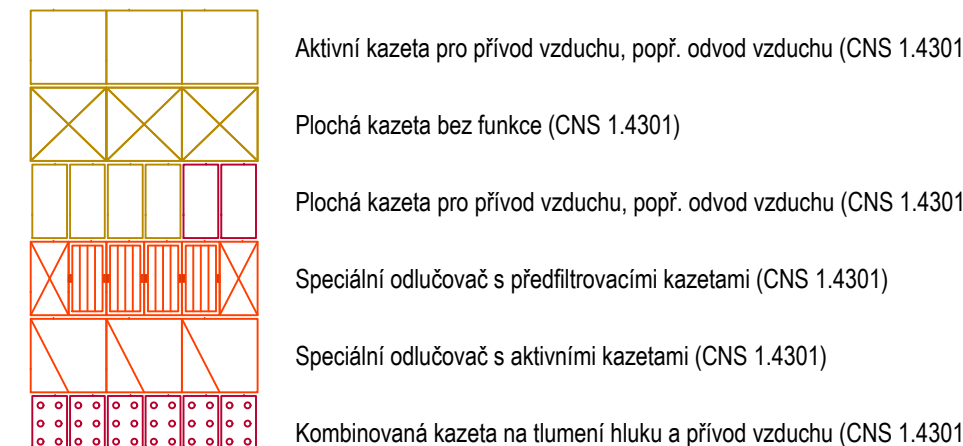 Aktivní kazeta pro přívod vzduchu, popř. odvod vzduchu (CNS 1.4301
Plochá kazeta bez funkce (CNS 1.4301)
Plochá kazeta pro přívod vzduchu, popř. odvod vzduchu (CNS 1.4301
Speciální odlučovač s předfiltrovacími kazetami (CNS 1.4301)
Speciální odlučovač s aktivními kazetami (CNS 1.4301)
Kombinovaná kazeta na tlumení hluku a přívod vzduchu (CNS 1.4301